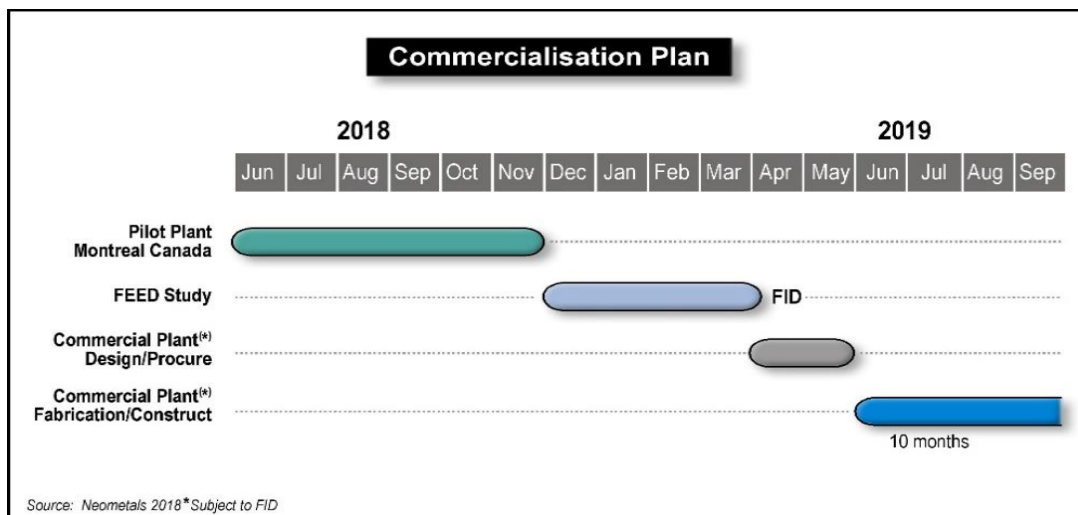 Commercialisation Plan
2018 2019
Jun Jul Aug Sep Oct Nov Dec Jan Feb Mar Apr May Jun Jul Aug Sep
Pilot Plant
Montreal Canada
FEED Study FID
Commercial Plant(*)
Design/Procure
Commercial Plant(*)
Fabrication/Construct
10 months
Source: Neometals 2018*Subject to FID